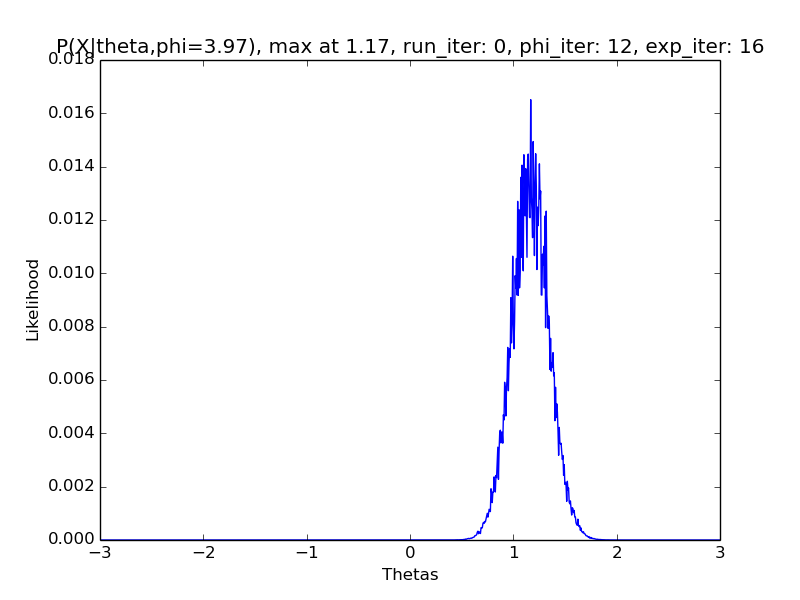 P(X|theta,phi=3.97), max at 1.17, run_iter: 0, phi_iter: 12, exp_iter: 16
0.018
0.016
0.014
0.012
0.010
0.008
0.006
0.004
0.002
0.000
Likelihood
−3 −2 −1 0 1 2 3
Thetas